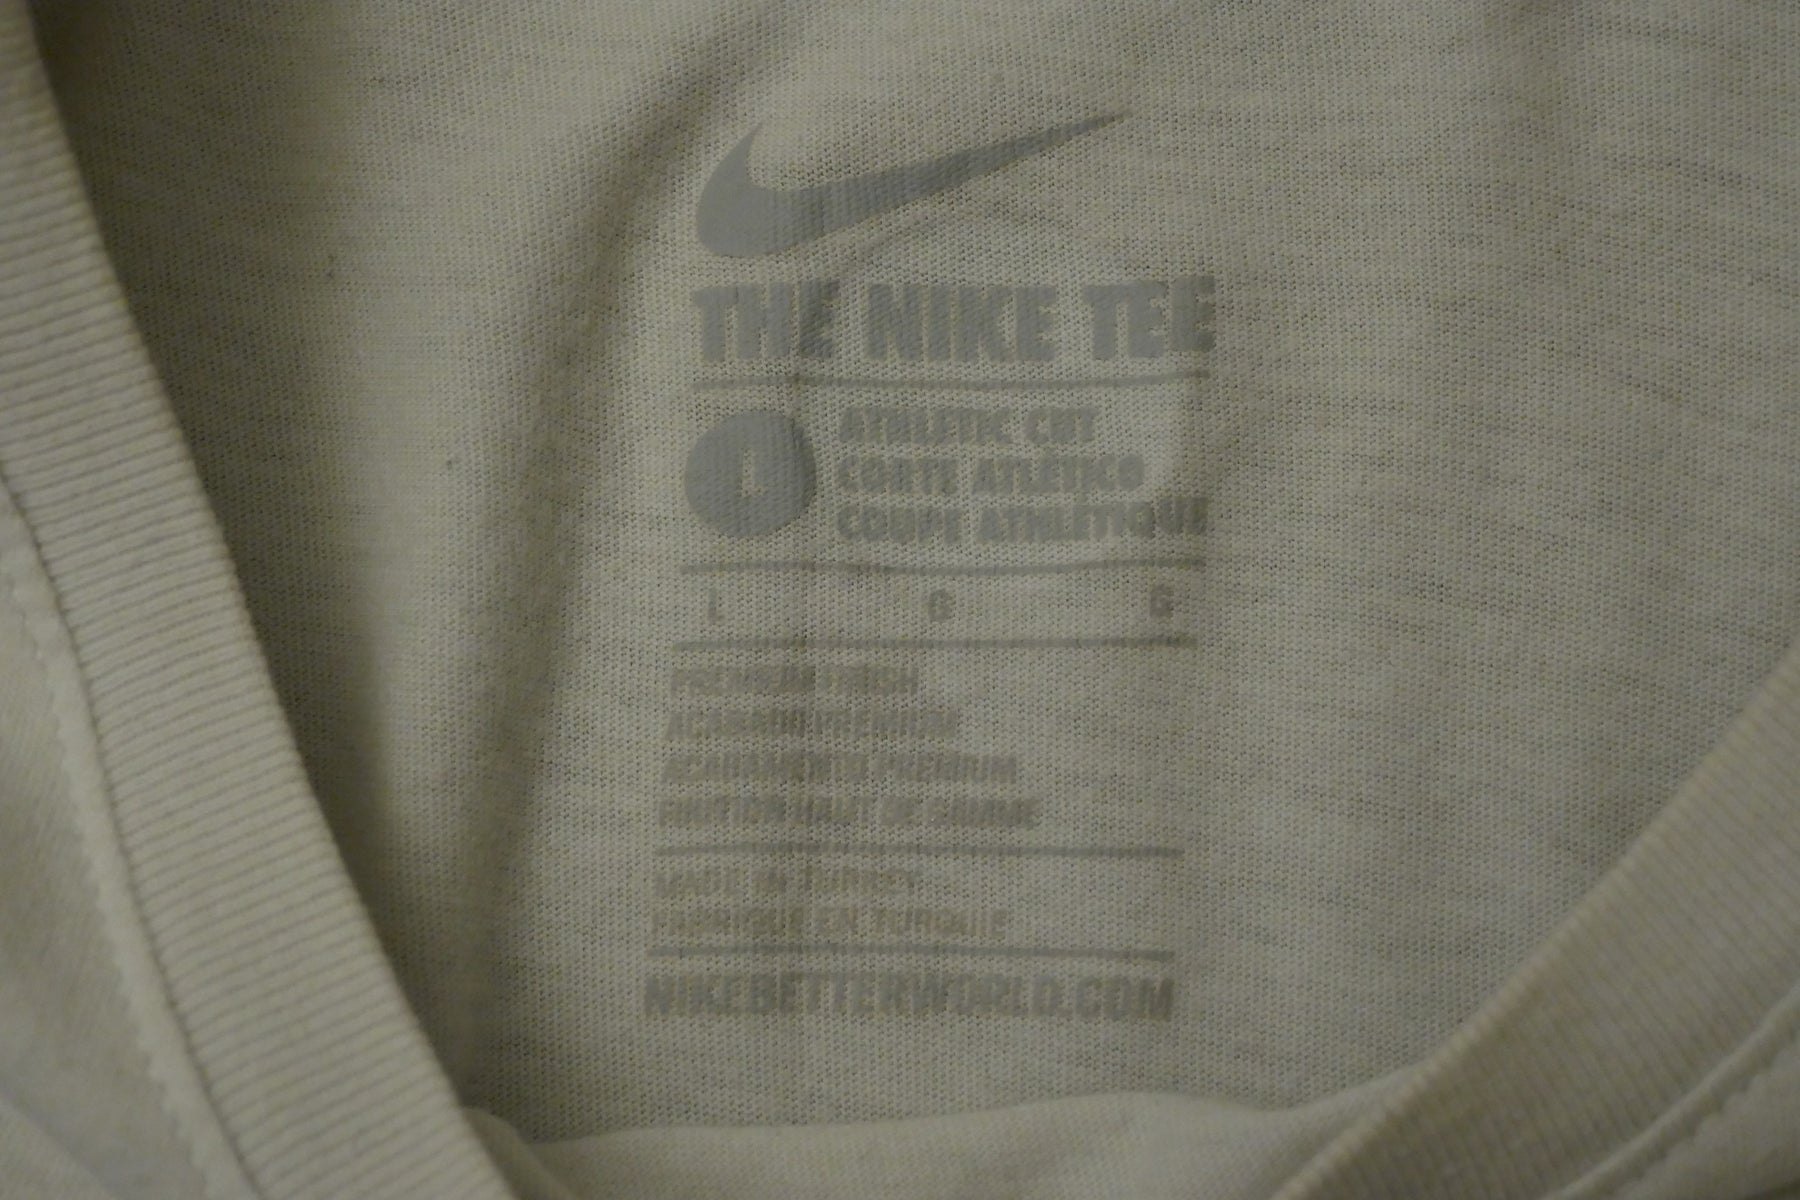 THE NIKE TEE
L
ATHLETIC CUT
CORTE ATLÉTICO
COUPE ATHLÉTIQUE
L G G
PREMIUM FINISH
ACABADO PREMIUM
ACABAMENTO PREMIUM
FINITION HAUT DE GAMME
MADE IN TURKEY
FABRIQUÉ EN TURQUIE
NIKEBETTERWORLD.COM